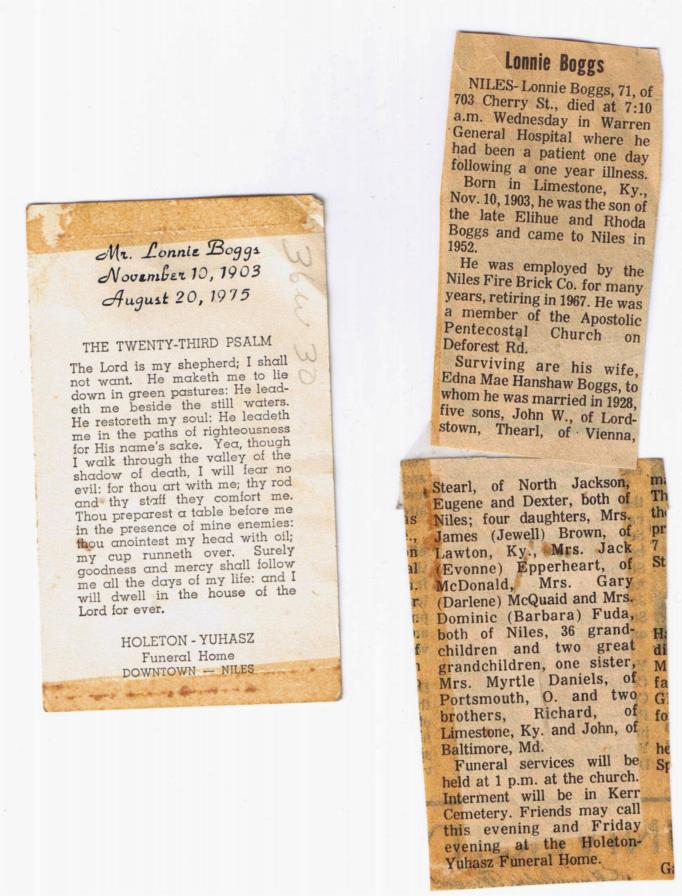 Mr. Lonnie Boggs
November 10, 1903
August 20, 1975
THE TWENTY-THIRD PSALM
The Lord is my shepherd; I shall
not want. He maketh me to lie
down in green pastures: He lead-
eth me beside the still waters.
He restoreth my soul: He leadeth
me in the paths of righteousness
for His name's sake. Yea, though
I walk through the valley of the
shadow of death, I will fear no
evil: for thou art with me; thy rod
and thy staff they comfort me.
Thou preparest a table before me
in the presence of mine enemies:
thou anointest my head with oil;
my cup runneth over. Surely
goodness and mercy shall follow
me all the days of my life: and I
will dwell in the house of the
Lord for ever.
HOLETON - YUHASZ
Funeral Home
DOWNTOWN — NILES
Lonnie Boggs
NILES- Lonnie Boggs, 71, of
703 Cherry St., died at 7:10
a.m. Wednesday in Warren
General Hospital where he
had been a patient one day
following a one year illness.
Born in Limestone, Ky.,
Nov. 10, 1903, he was the son of
the late Elihue and Rhoda
Boggs and came to Niles in
1952.
He was employed by the
Niles Fire Brick Co. for many
years, retiring in 1967. He was
a member of the Apostolic
Pentecostal Church on
Deforest Rd.
Surviving are his wife,
Edna Mae Hanshaw Boggs, to
whom he was married in 1928,
five sons, John W., of Lord-
stown, Thearl, of Vienna,
Stearl, of North Jackson,
Eugene and Dexter, both of
Niles; four daughters, Mrs.
James (Jewell) Brown, of
Lawton, Ky., Mrs. Jack
(Evonne) Epperheart, of
McDonald, Mrs. Gary
(Darlene) McQuaid and Mrs.
Dominic (Barbara) Fuda,
both of Niles, 36 grand-
children and two great
grandchildren, one sister,
Mrs. Myrtle Daniels, of
Portsmouth, O. and two
brothers, Richard, of
Limestone, Ky. and John, of
Baltimore, Md.
Funeral services will be
held at 1 p.m. at the church.
Interment will be in Kerr
Cemetery. Friends may call
this evening and Friday
evening at the Holeton-
Yuhasz Funeral Home.